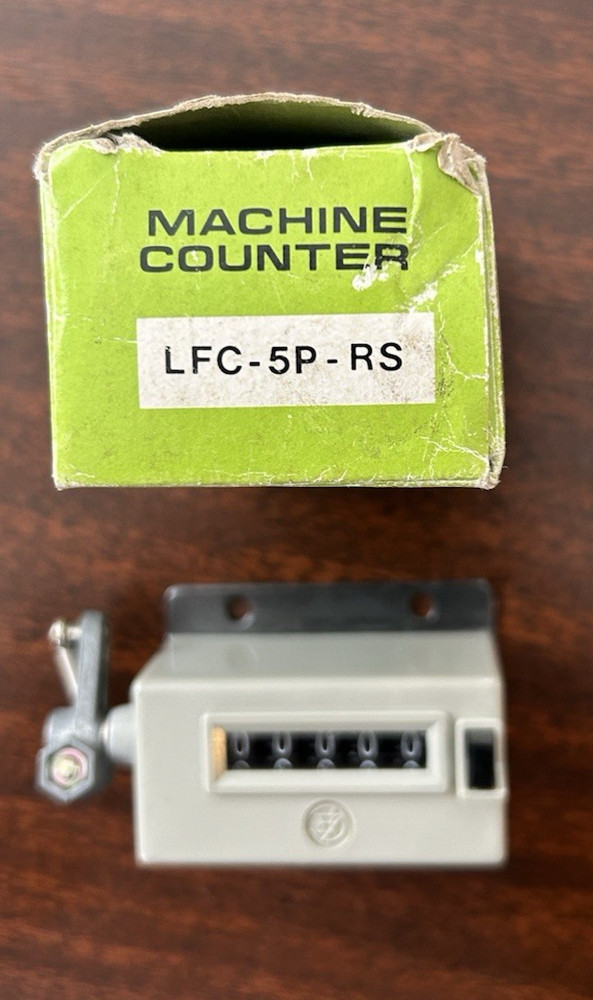 MACHINE
COUNTER
LFC-5P-RS
00000